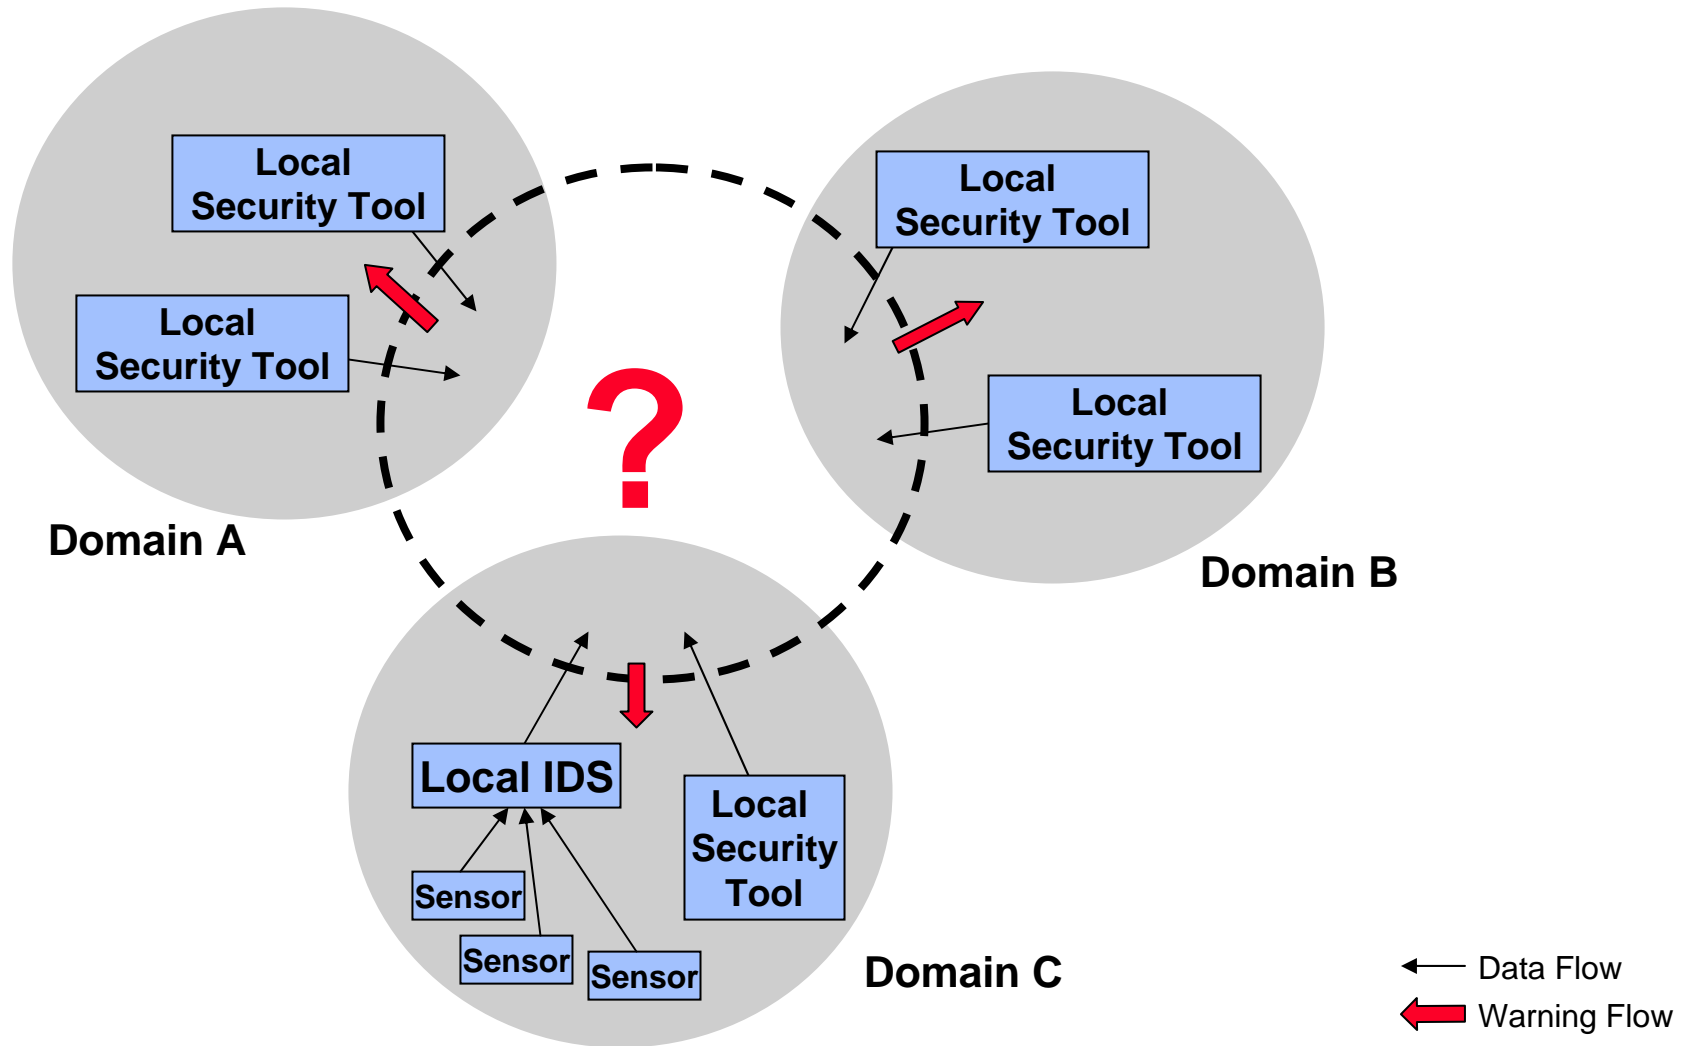 Local
Security Tool
Local
Security Tool
Domain A
Local
Security Tool
Local
Security Tool
Domain B
?
Local IDS
Sensor
Sensor
Sensor
Local
Security
Tool
Domain C
Data Flow
Warning Flow